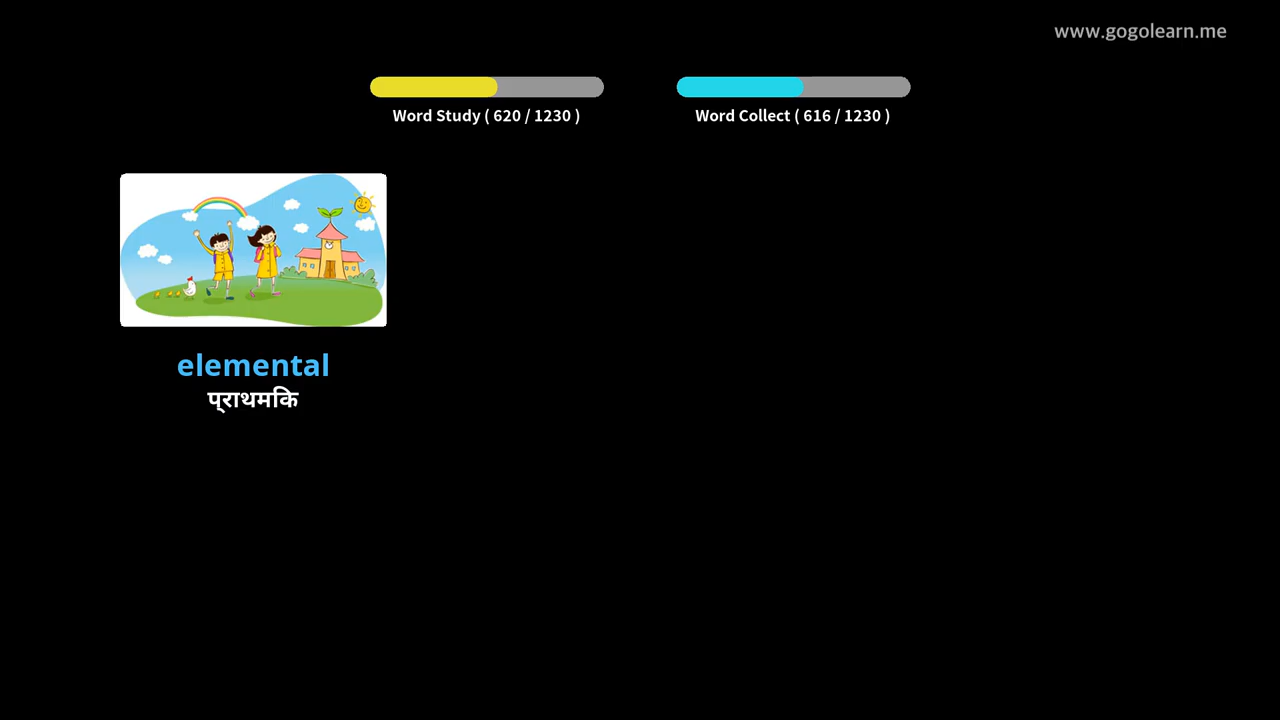 www.gogolearn.me
Word Study ( 620 / 1230 )
Word Collect ( 616 / 1230 )
elemental
प्राथमकि